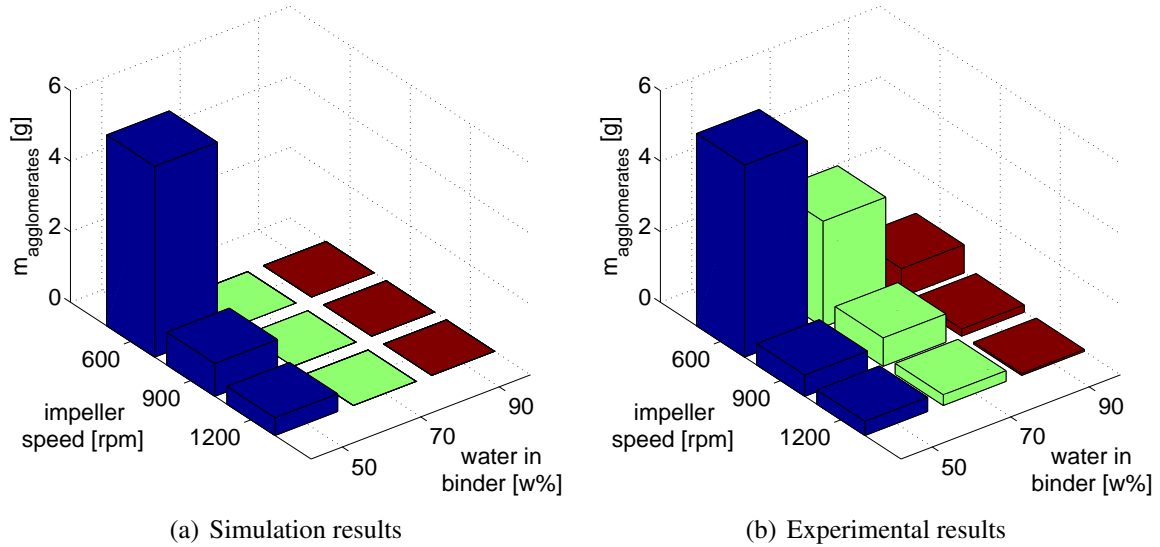 6
4
2
0
m_agglomerates [g]
600
900
1200
impeller
speed [rpm]
50
70
90
water in
binder [w%]
(a) Simulation results
6
4
2
0
m_agglomerates [g]
600
900
1200
impeller
speed [rpm]
50
70
90
water in
binder [w%]
(b) Experimental results